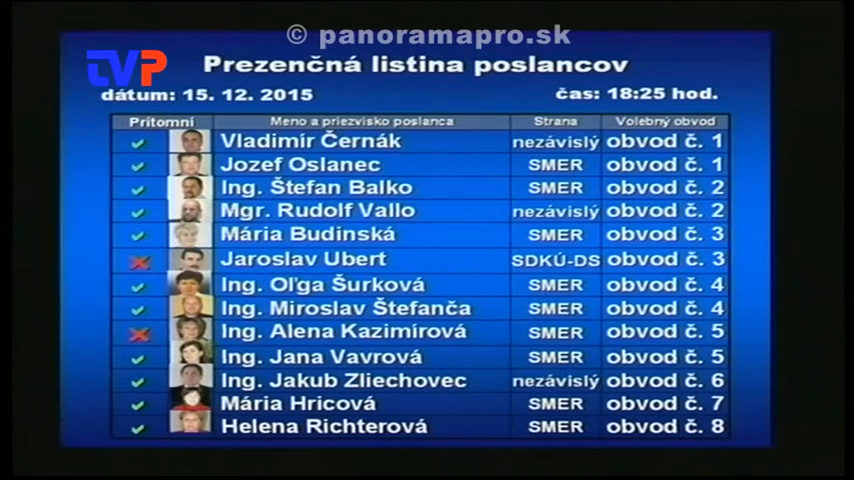 © panoramapro.sk
TVP
Prezenčná listina poslancov
dátum: 15. 12. 2015 čas: 18:25 hod.
Prítomní Meno a priezvisko poslanca Strana Volebný obvod
Vladimír Černák nezávislý obvod č. 1
Jozef Oslanec SMER obvod č. 1
Ing. Štefan Balko SMER obvod č. 2
Mgr. Rudolf Vallo nezávislý obvod č. 2
Mária Budinská SMER obvod č. 3
Jaroslav Ubert SDKÚ-DS obvod č. 3
Ing. Oľga Šurková SMER obvod č. 4
Ing. Miroslav Štefanča SMER obvod č. 4
Ing. Alena Kazimírová SMER obvod č. 5
Ing. Jana Vavrová SMER obvod č. 5
Ing. Jakub Zliechovec nezávislý obvod č. 6
Mária Hricová SMER obvod č. 7
Helena Richterová SMER obvod č. 8